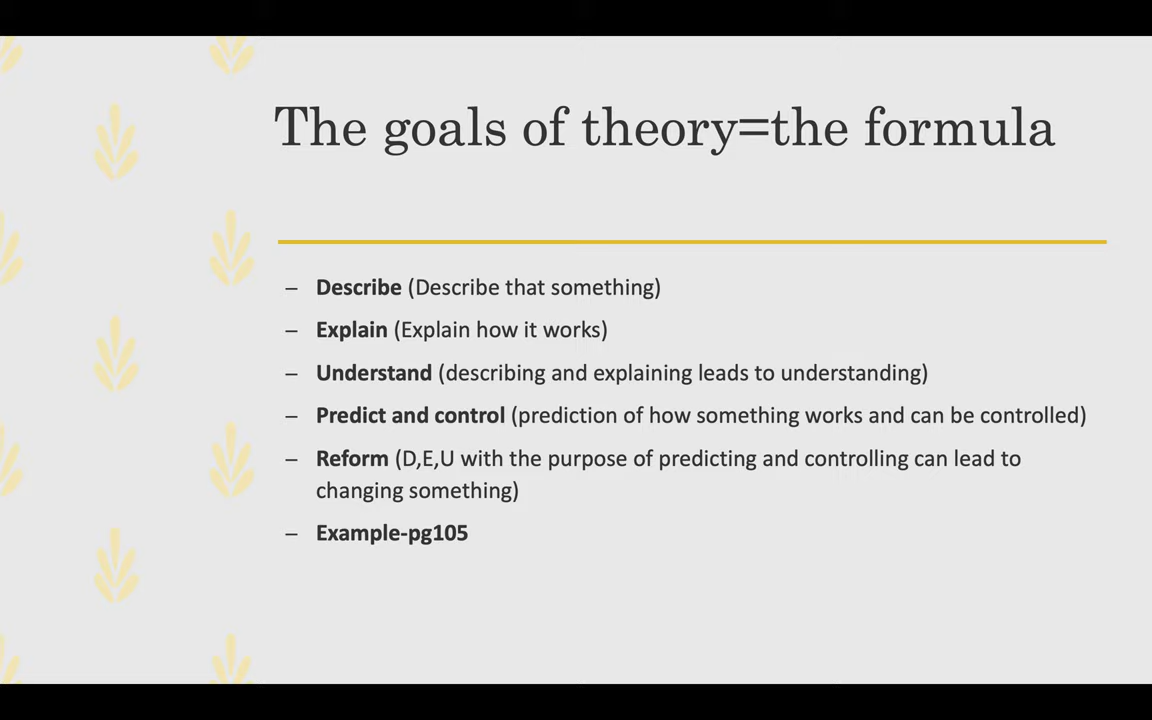 The goals of theory=the formula
– Describe (Describe that something)
– Explain (Explain how it works)
– Understand (describing and explaining leads to understanding)
– Predict and control (prediction of how something works and can be controlled)
– Reform (D,E,U with the purpose of predicting and controlling can lead to
changing something)
– Example-pg105